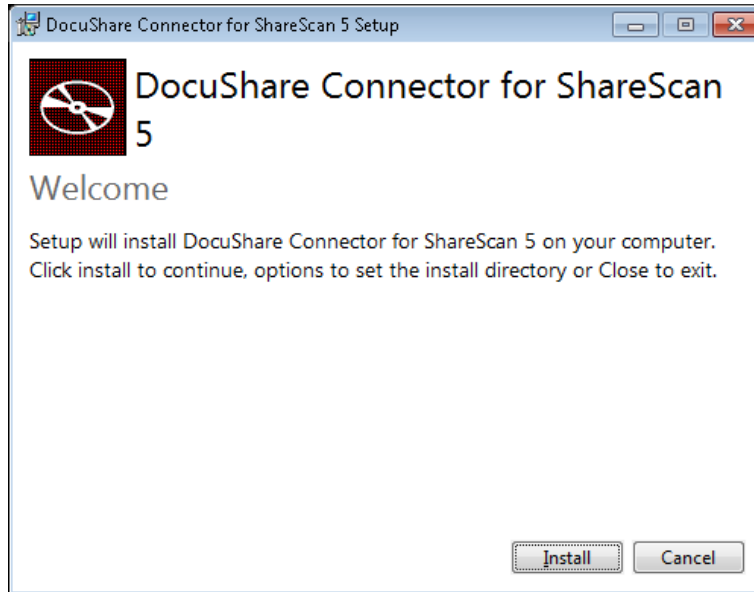 DocuShare Connector for ShareScan 5 Setup
DocuShare Connector for ShareScan
5
Welcome
Setup will install DocuShare Connector for ShareScan 5 on your computer.
Click install to continue, options to set the install directory or Close to exit.
Install
Cancel